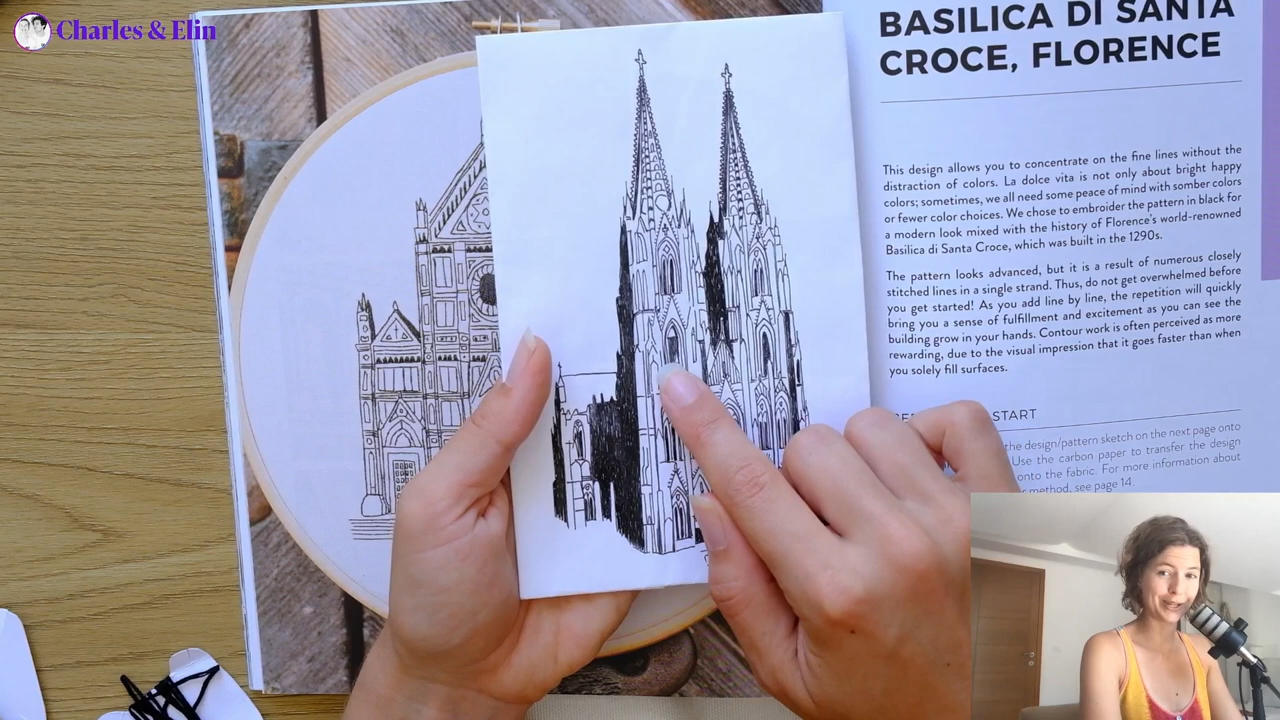 Charles & Elin
BASILICA DI SANTA
CROCE, FLORENCE
This design allows you to concentrate on the fine lines without the
distraction of colors. La dolce vita is not only about bright happy
colors; sometimes, we all need some peace of mind with somber colors
or fewer color choices. We chose to embroider the pattern in black for
a modern look mixed with the history of Florence's world-renowned
Basilica di Santa Croce, which was built in the 1290s.
The pattern looks advanced, but it is a result of numerous closely
stitched lines in a single strand. Thus, do not get overwhelmed before
you get started! As you add line by line, the repetition will quickly
bring you a sense of fulfillment and excitement as you can see the
building grow in your hands. Contour work is often perceived as more
rewarding, due to the visual impression that it goes faster than when
you solely fill surfaces.
START
the design/pattern sketch on the next page onto
Use the carbon paper to transfer the design
onto the fabric. For more information about
method, see page 14.